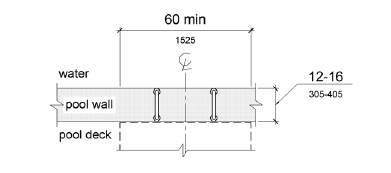 60 min
1525
℄
water
12-16
pool wall
305-405
pool deck